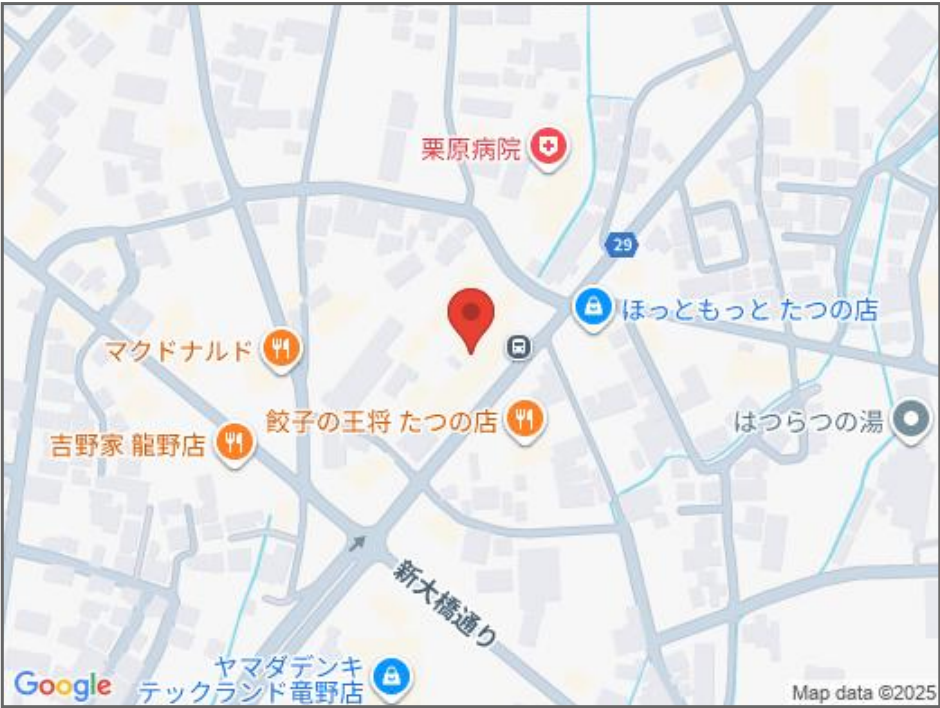 栗原病院
29
ほっともっと たつの店
マクドナルド
餃子の王将 たつの店
はつらつの湯
吉野家 龍野店
新大橋通り
ヤマダデンキ
テックランド竜野店
Google
Map data ©2025